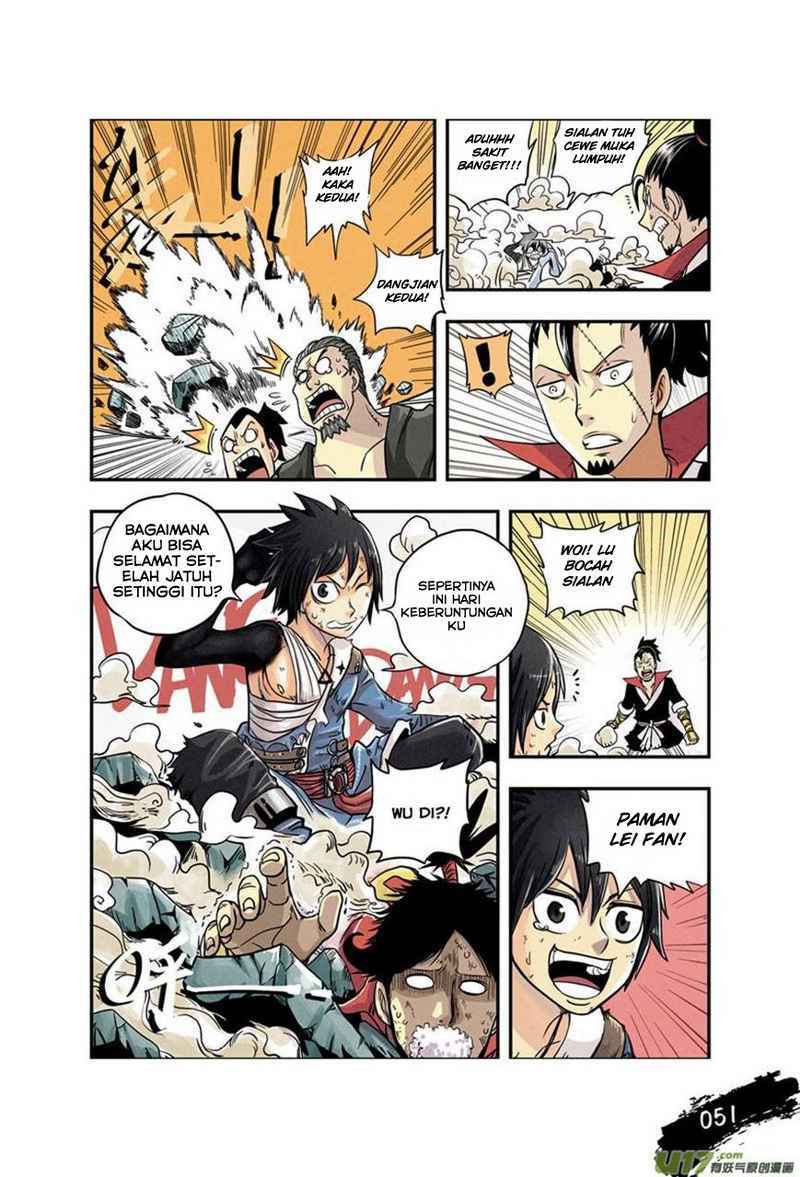 AAH!
KAKA
KEDUA!
DANGJIAN
KEDUA!
ADUHHH
SAKIT
BANGET!!!
SIALAN TUH
CEWE MUKA
LUMPUH!
!
BAGAIMANA
AKU BISA
SELAMAT SET-
ELAH JATUH
SETINGGI ITU?
SEPERTINYA
INI HARI
KEBERUNTUNGAN
KU
WU DI?!
呼
WOI! LU
BOCAH
SIALAN
PAMAN
LEI FAN!
051
U17.com
有妖气原创漫画